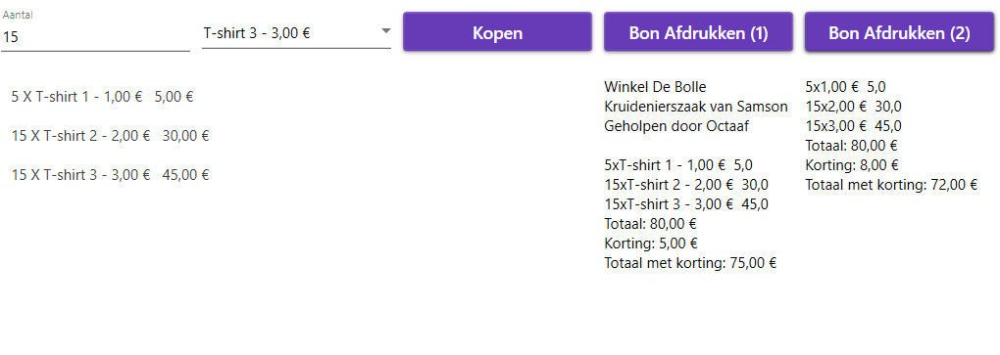 Aantal
15
T-shirt 3 - 3,00 €
Kopen
Bon Afdrukken (1)
Bon Afdrukken (2)
5 X T-shirt 1 - 1,00 € 5,00 €
15 X T-shirt 2 - 2,00 € 30,00 €
15 X T-shirt 3 - 3,00 € 45,00 €
Winkel De Bolle
Kruidenierszaak van Samson
Geholpen door Octaaf
5xT-shirt 1 - 1,00 € 5,0
15xT-shirt 2 - 2,00 € 30,0
15xT-shirt 3 - 3,00 € 45,0
Totaal: 80,00 €
Korting: 5,00 €
Totaal met korting: 75,00 €
5x1,00 € 5,0
15x2,00 € 30,0
15x3,00 € 45,0
Totaal: 80,00 €
Korting: 8,00 €
Totaal met korting: 72,00 €